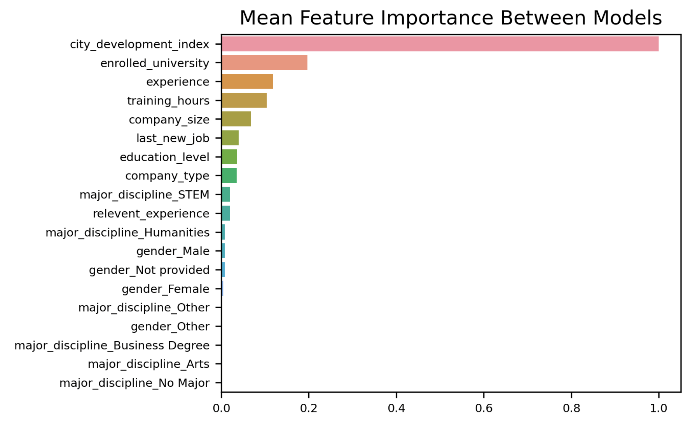 Mean Feature Importance Between Models
city_development_index
enrolled_university
experience
training_hours
company_size
last_new_job
education_level
company_type
major_discipline_STEM
relevent_experience
major_discipline_Humanities
gender_Male
gender_Not provided
gender_Female
major_discipline_Other
gender_Other
major_discipline_Business Degree
major_discipline_Arts
major_discipline_No Major
0.0 0.2 0.4 0.6 0.8 1.0